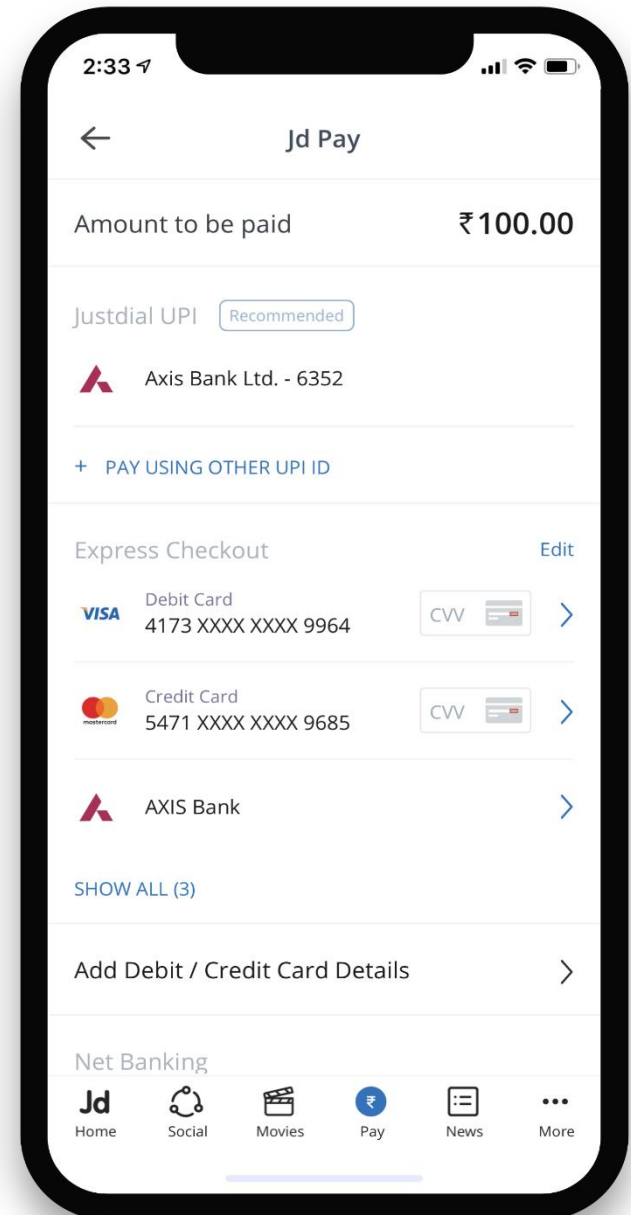 2:33
Jd Pay
Amount to be paid ₹100.00
Justdial UPI Recommended
Axis Bank Ltd. - 6352
+ PAY USING OTHER UPI ID
Express Checkout Edit
VISA Debit Card
4173 XXXX XXXX 9964 CVV
Credit Card
mastercard 5471 XXXX XXXX 9685 CVV
AXIS Bank
SHOW ALL (3)
Add Debit / Credit Card Details
Net Banking
Jd ₹
Home Social Movies Pay News More